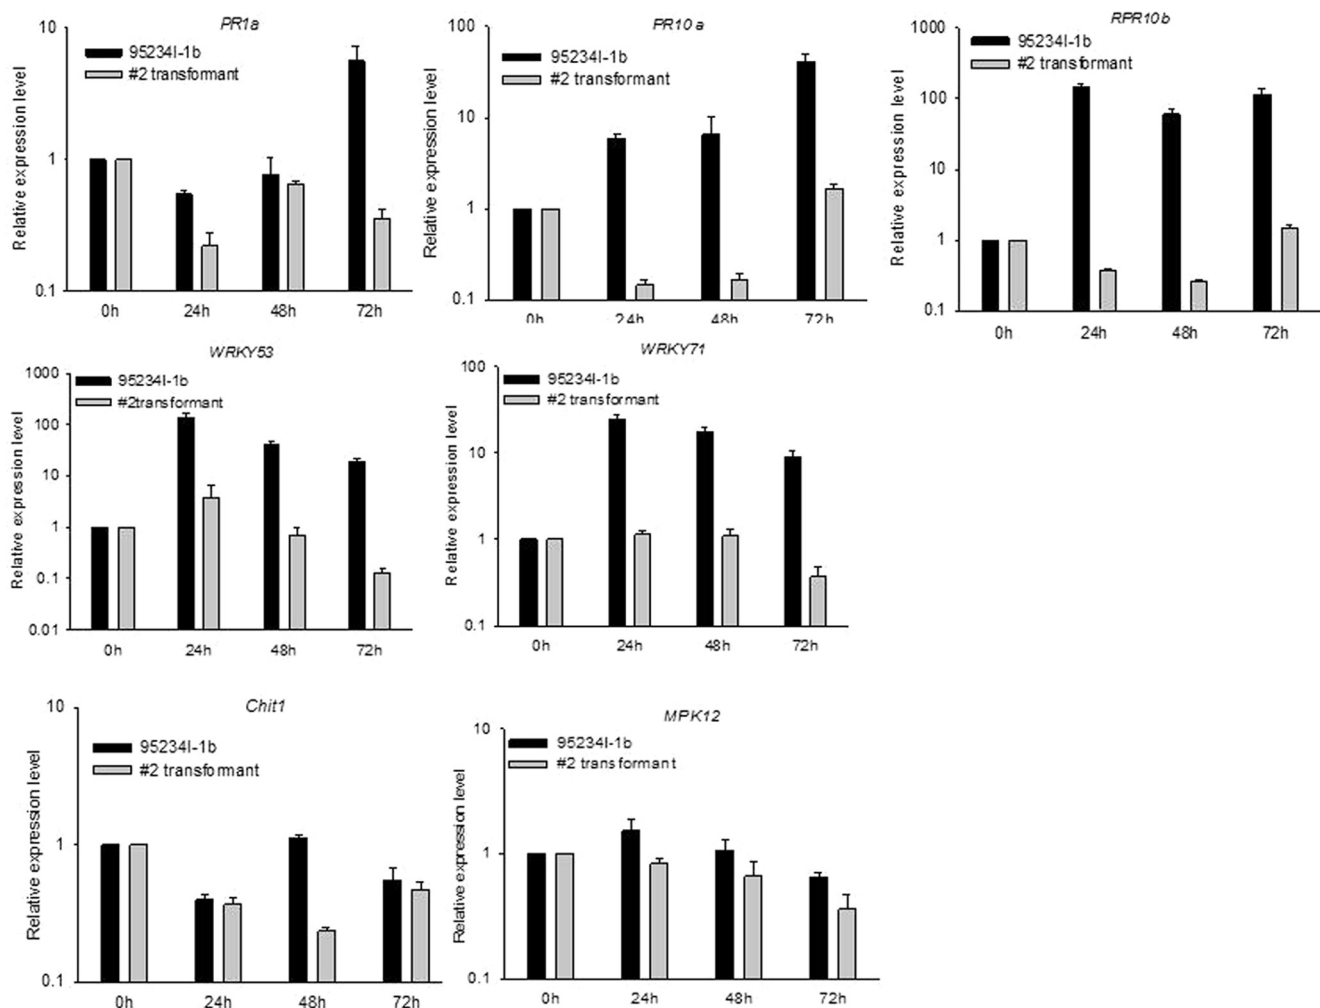 PR1a
10
1
0.1
Relative expression level
95234I-1b
#2 transformant
0h 24h 48h 72h
PR10a
100
10
1
0.1
Relative expression level
95234I-1b
#2 transformant
0h 24h 48h 72h
RPR10b
1000
100
10
1
0.1
Relative expression level
95234I-1b
#2 transformant
0h 24h 48h 72h
WRKY53
1000
100
10
1
0.1
0.01
Relative expression level
95234I-1b
#2transformant
0h 24h 48h 72h
WRKY71
100
10
1
0.1
Relative expression level
95234I-1b
#2 transformant
0h 24h 48h 72h
Chit1
10
1
0.1
Relative expression level
95234I-1b
#2 transformant
0h 24h 48h 72h
MPK12
10
1
0.1
Relative expression level
95234I-1b
#2 transformant
0h 24h 48h 72h